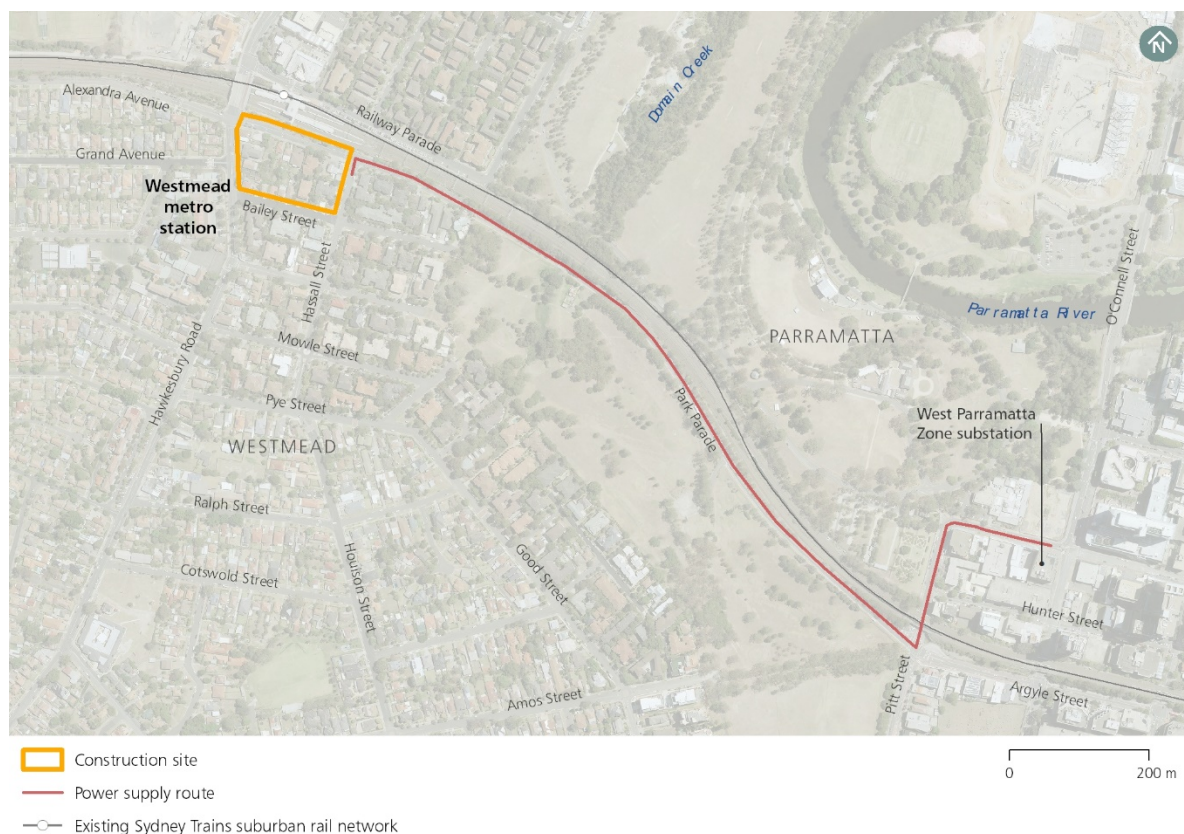 N
Domain Creek
Alexandra Avenue
Railway Parade
Grand Avenue
Westmead
metro
station
Bailey Street
Hassall Street
O'Connell Street
Parramatta River
PARRAMATTA
Hawkesbury Road
Mowle Street
Pye Street
Park Parade
West Parramatta
Zone substation
WESTMEAD
Ralph Street
Good Street
Houison Street
Cotswold Street
Hunter Street
Pitt Street
Argyle Street
Amos Street
Construction site
0 200 m
Power supply route
Existing Sydney Trains suburban rail network